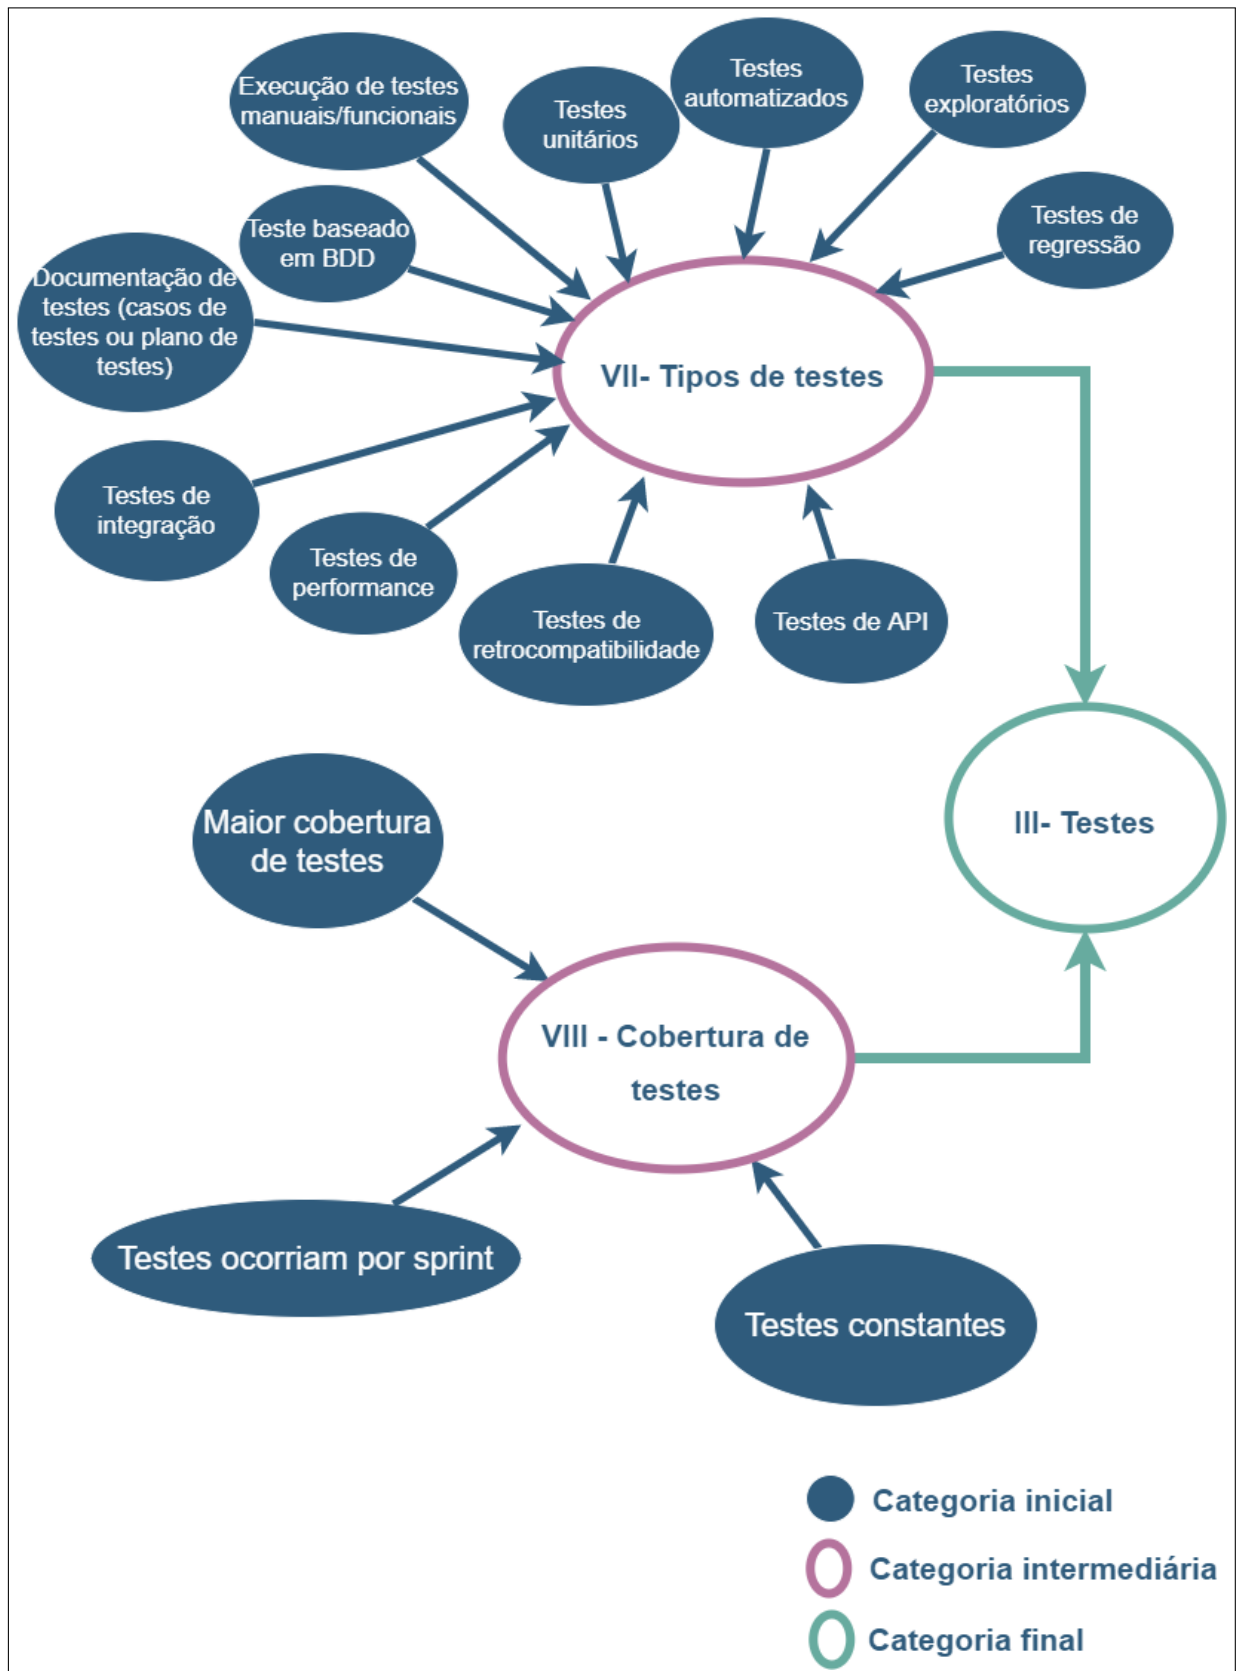 Execução de testes
manuais/funcionais
Testes
unitários
Testes
automatizados
Testes
exploratórios
Teste baseado
em BDD
Testes de
regressão
Documentação de
testes (casos de
testes ou plano de
testes)
VII- Tipos de testes
Testes de
integração
Testes de
performance
Testes de
retrocompatibilidade
Testes de API
III- Testes
Maior cobertura
de testes
VIII - Cobertura de
testes
Testes ocorriam por sprint
Testes constantes
Categoria inicial
Categoria intermediária
Categoria final